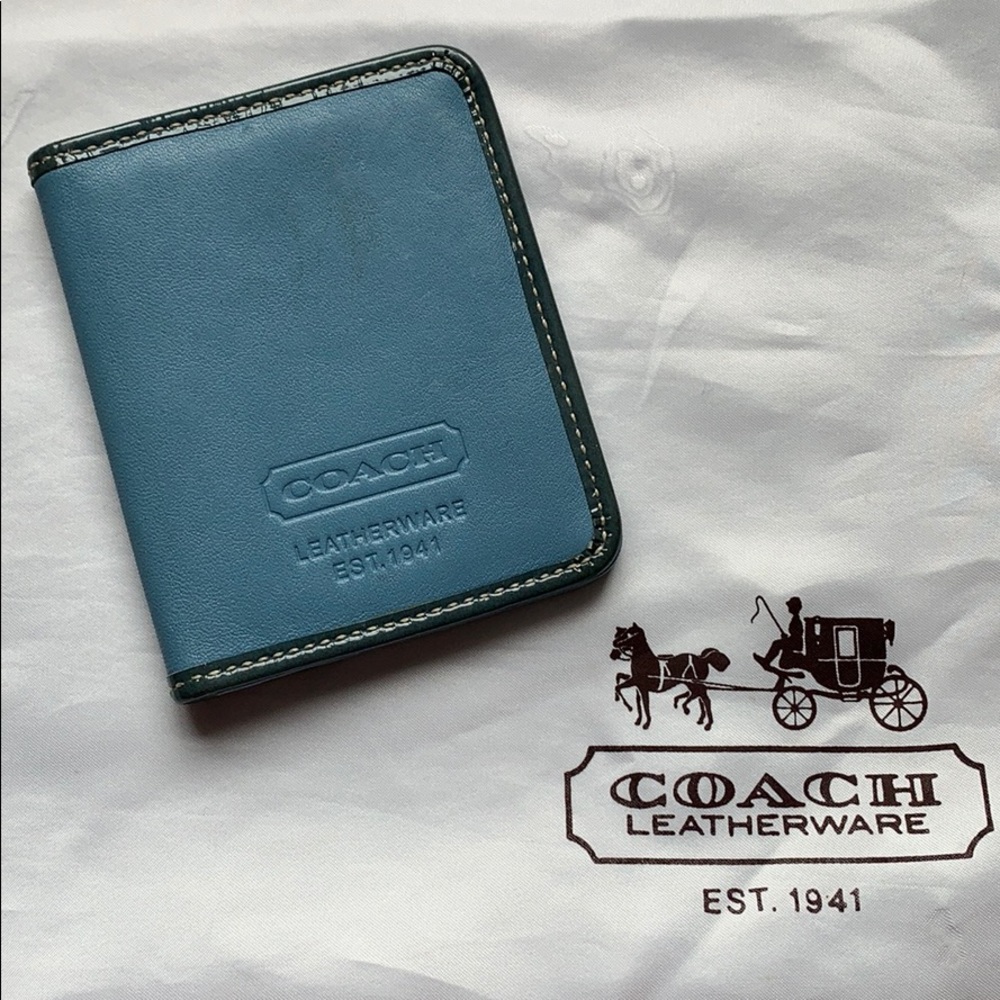 COACH
LEATHERWARE
EST.1941
COACH
LEATHERWARE
EST. 1941